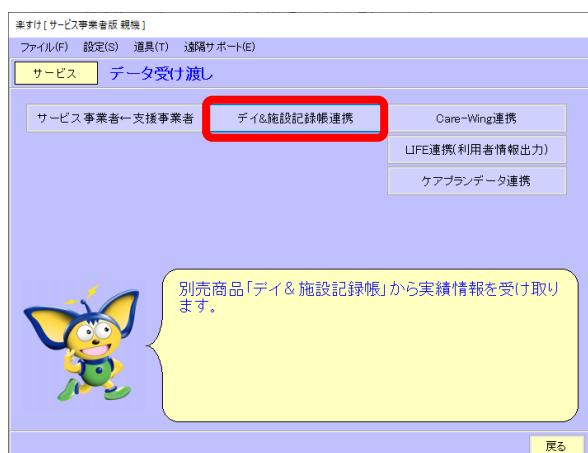 楽すけ [ サービス事業者版 親機 ]
ファイル(F) 設定(S) 道具(T) 遠隔サポート(E)
サービス データ受け渡し
サービス事業者←支援事業者 デイ&施設記録帳連携 Care-Wing連携
LIFE連携(利用者情報出力)
ケアプランデータ連携
別売商品「デイ&施設記録帳」から実績情報を受け取り
ます。
戻る